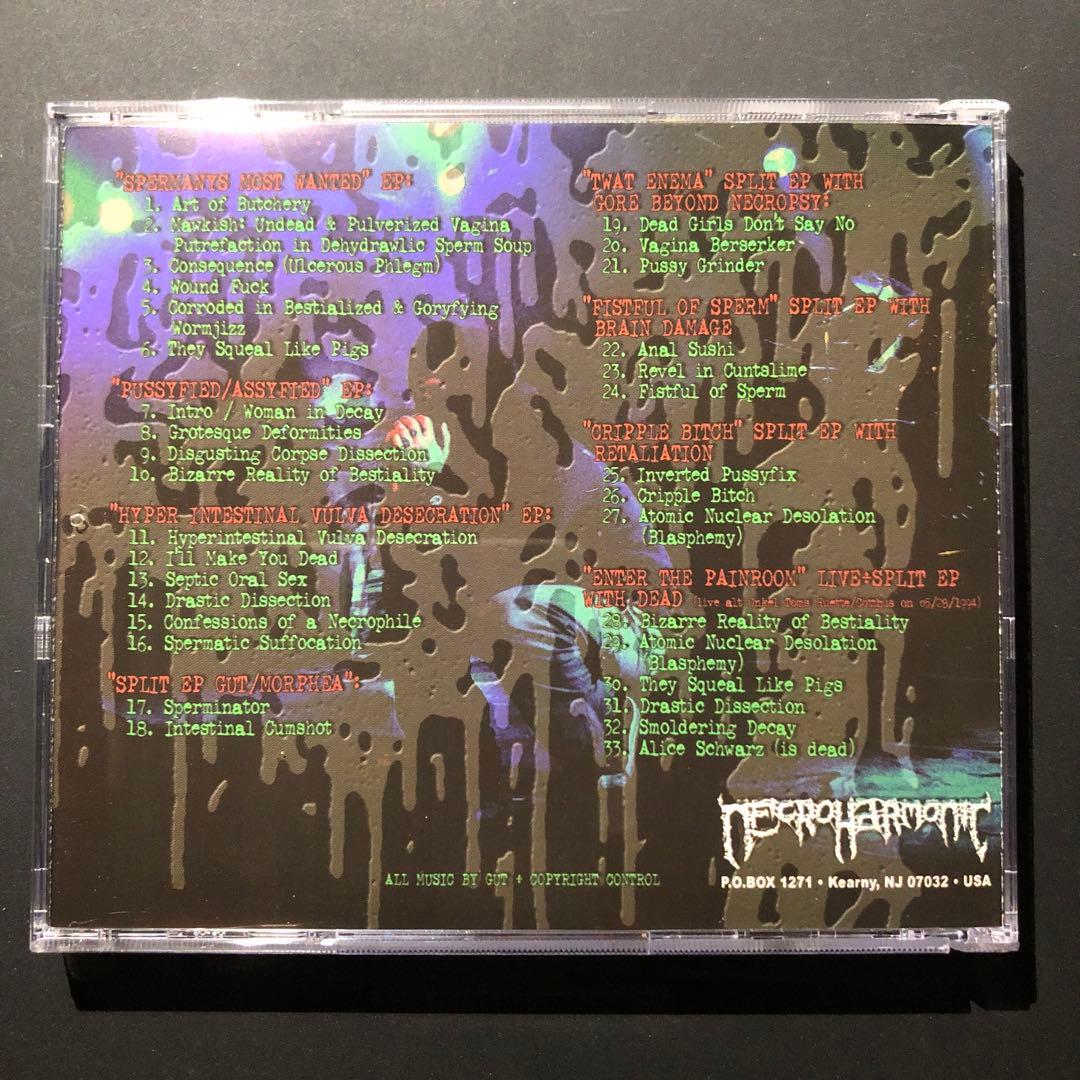 "SPERMANYS MOST WANTED" EP:
1. Art of Butchery
2. Mawkish: Undead & Pulverized Vagina
Putrefaction in Dehydrawlic Sperm Soup
3. Consequence (Ulcerous Phlegm)
4. Wound Fuck
5. Corroded in Bestialized & Goryfying
Wormjizz
6. They Squeal Like Pigs
"PUSSYFIED/ASSYFIED" EP:
7. Intro / Woman in Decay
8. Grotesque Deformities
9. Disgusting Corpse Dissection
10. Bizarre Reality of Bestiality
"HYPER-INTESTINAL VULVA DESECRATION" EP:
11. Hyperintestinal Vulva Desecration
12. I'll Make You Dead
13. Septic Oral Sex
14. Drastic Dissection
15. Confessions of a Necrophile
16. Spermatic Suffocation
"SPLIT EP GUT/MORPHEA":
17. Sperminator
18. Intestinal Cumshot
"TWAT ENEMA" SPLIT EP WITH
GORE BEYOND NECROPSY:
19. Dead Girls Don't Say No
20. Vagina Berserker
21. Pussy Grinder
"FISTFUL OF SPERM" SPLIT EP WITH
BRAIN DAMAGE
22. Anal Sushi
23. Revel in Cuntslime
24. Fistful of Sperm
"CRIPPLE BITCH" SPLIT EP WITH
RETALIATION
25. Inverted Pussyfix
26. Cripple Bitch
27. Atomic Nuclear Desolation
(Blasphemy)
"ENTER THE PAINROOM" LIVE+SPLIT EP
WITH DEAD (live alt Onkel Toms Huette/Combus on 05/28/1994)
28. Bizarre Reality of Bestiality
29. Atomic Nuclear Desolation
(Blasphemy)
30. They Squeal Like Pigs
31. Drastic Dissection
32. Smoldering Decay
33. Alice Schwarz (is dead)
NECROHARMONIC
P.O.BOX 1271 • Kearny, NJ 07032 • USA
ALL MUSIC BY GUT + COPYRIGHT CONTROL